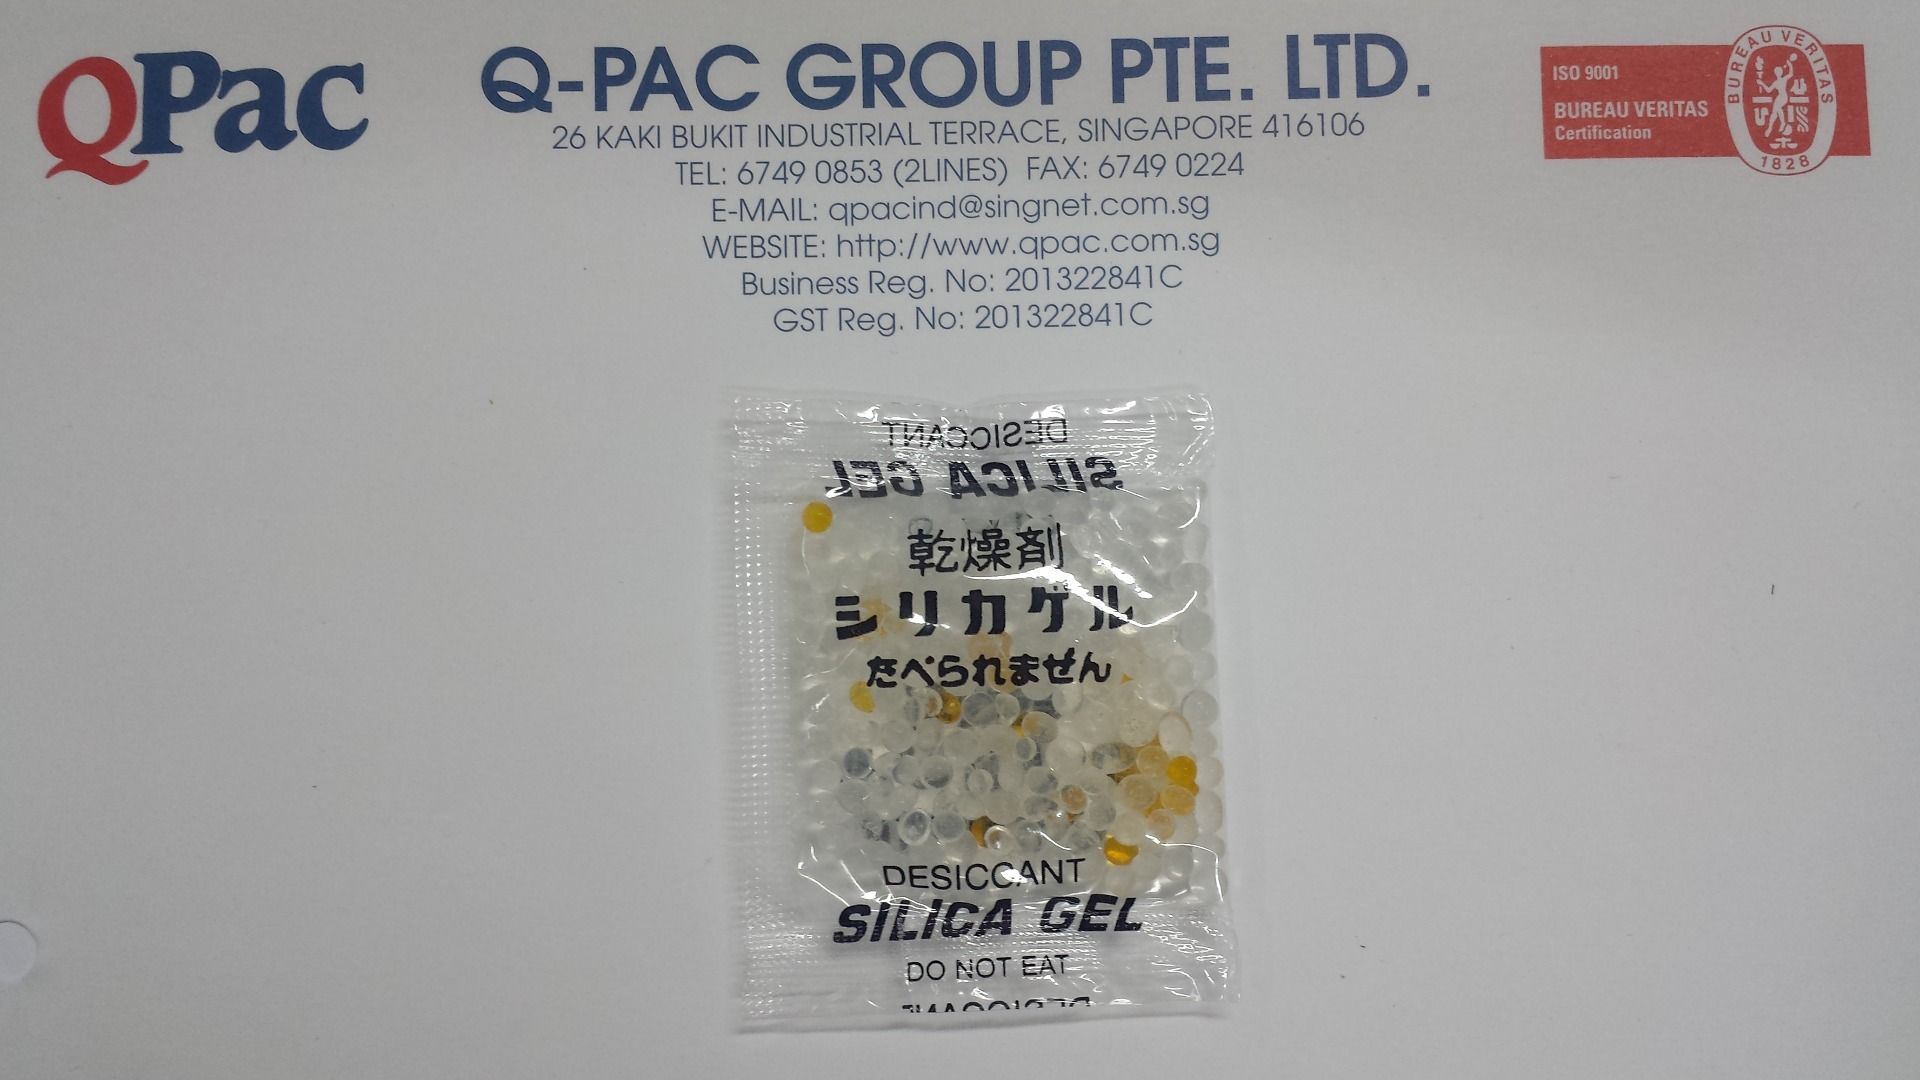 QPac
Q-PAC GROUP PTE. LTD.
26 KAKI BUKIT INDUSTRIAL TERRACE, SINGAPORE 416106
TEL: 6749 0853 (2LINES) FAX: 6749 0224
E-MAIL: qpacind@singnet.com.sg
WEBSITE: http://www.qpac.com.sg
Business Reg. No: 201322841C
GST Reg. No: 201322841C
ISO 9001
BUREAU VERITAS
Certification
BUREAU VERITAS
1828
DESICCANT
SILICA GEL
乾燥剤
シリカゲル
たべられません
DESICCANT
SILICA GEL
DO NOT EAT
DESICCANT